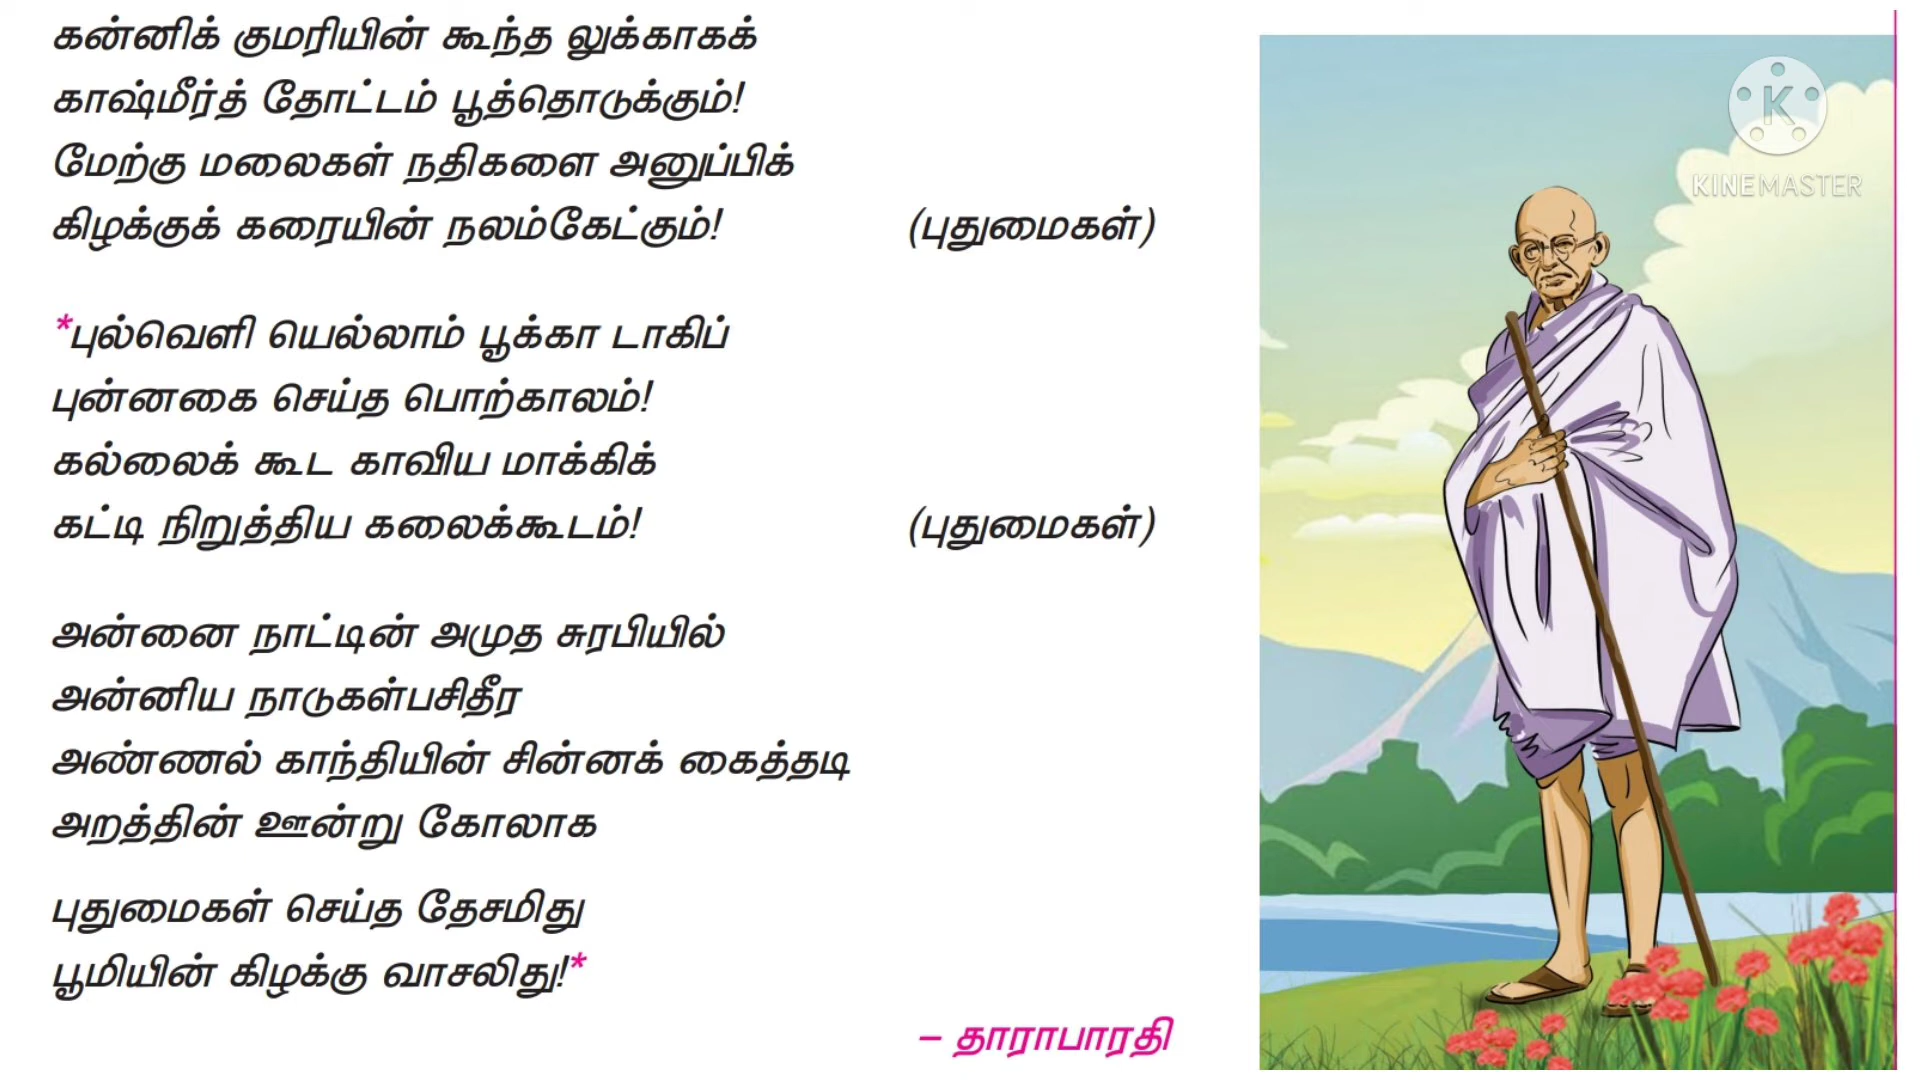 கன்னிக் குமரியின் கூந்த லுக்காகக்
காஷ்மீர்த் தோட்டம் பூத்தொடுக்கும்!
மேற்கு மலைகள் நதிகளை அனுப்பிக்
கிழக்குக் கரையின் நலம்கேட்கும்! (புதுமைகள்)
*புல்வெளி யெல்லாம் பூக்கா டாகிப்
புன்னகை செய்த பொற்காலம்!
கல்லைக் கூட காவிய மாக்கிக்
கட்டி நிறுத்திய கலைக்கூடம்! (புதுமைகள்)
அன்னை நாட்டின் அமுத சுரபியில்
அன்னிய நாடுகள்பசிதீர
அண்ணல் காந்தியின் சின்னக் கைத்தடி
அறத்தின் ஊன்று கோலாக
புதுமைகள் செய்த தேசமிது
பூமியின் கிழக்கு வாசலிது!*
– தாராபாரதி
K
KINEMASTER